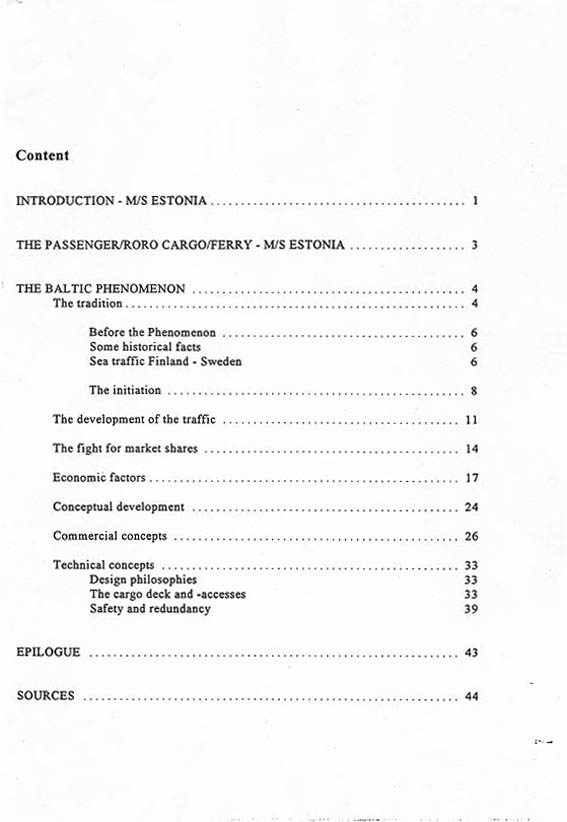 Content
INTRODUCTION - M/S ESTONIA ........................................... 1
THE PASSENGER/RORO CARGO/FERRY - M/S ESTONIA ................... 3
THE BALTIC PHENOMENON .............................................. 4
The tradition ......................................................... 4
Before the Phenomenon ......................................... 6
Some historical facts 6
Sea traffic Finland - Sweden 6
The initiation ................................................. 8
The development of the traffic ........................................ 11
The fight for market shares ........................................... 14
Economic factors .................................................... 17
Conceptual development ............................................. 24
Commercial concepts ................................................ 26
Technical concepts .................................................. 33
Design philosophies 33
The cargo deck and -accesses 33
Safety and redundancy 39
EPILOGUE .............................................................. 43
SOURCES ............................................................... 44